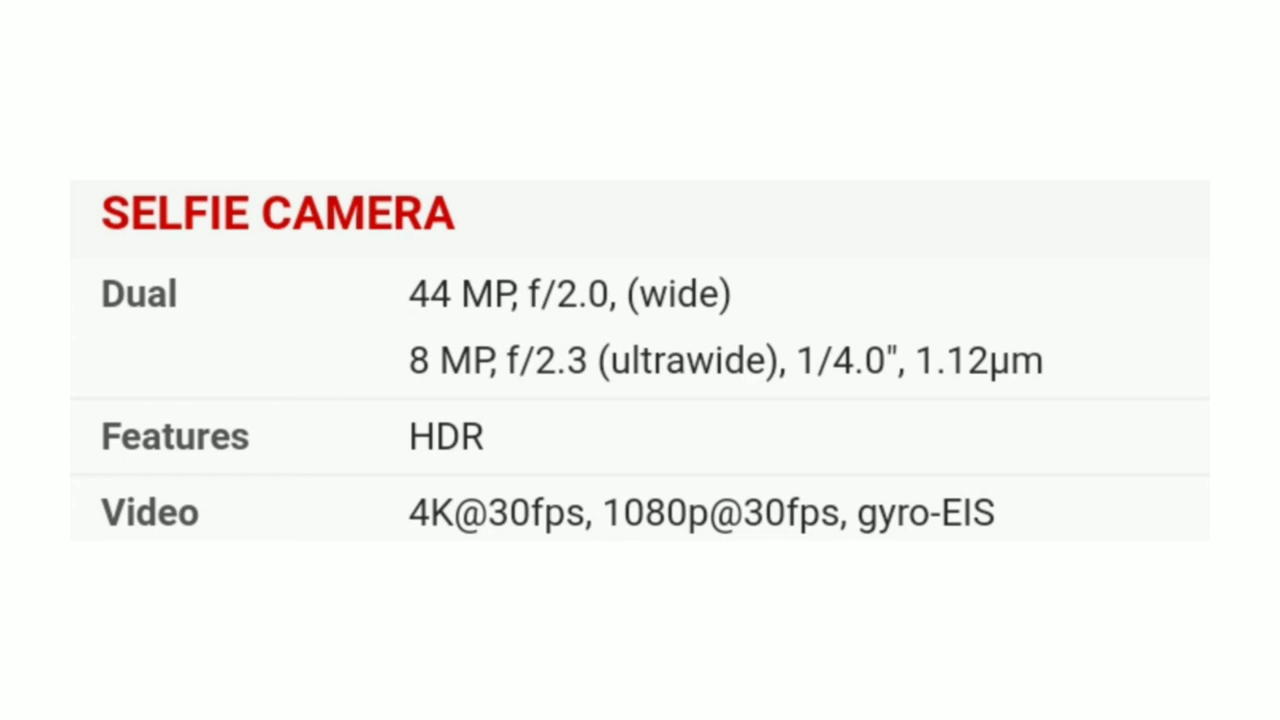 SELFIE CAMERA
Dual 44 MP, f/2.0, (wide)
8 MP, f/2.3 (ultrawide), 1/4.0", 1.12µm
Features HDR
Video 4K@30fps, 1080p@30fps, gyro-EIS